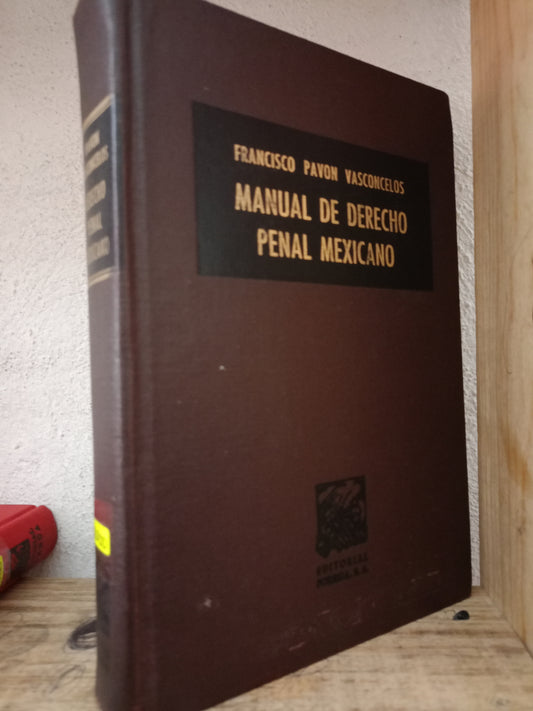 FRANCISCO PAVON VASCONCELOS
MANUAL DE DERECHO
PENAL MEXICANO
EDITORIAL
PORRUA, S.A.